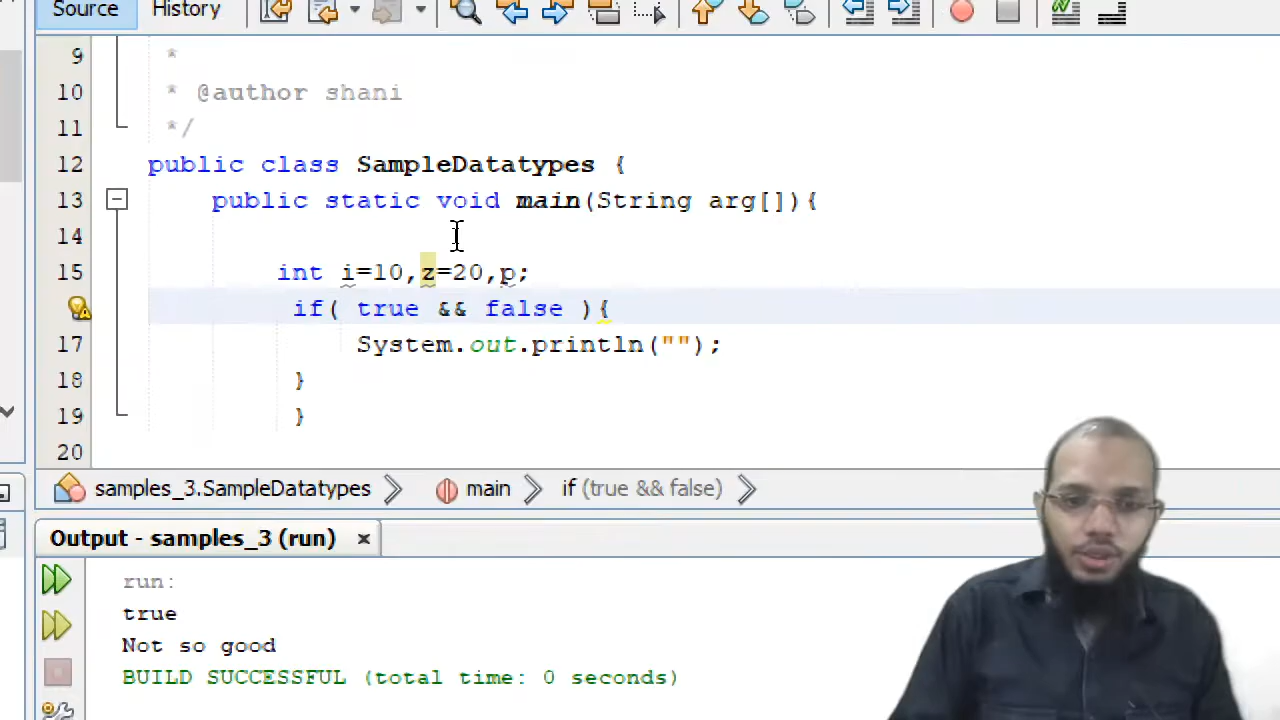 Source History
9 *
10 * @author shani
11 */
12 public class SampleDatatypes {
13 public static void main(String arg[]){
14
15 int i=10,z=20,p;
if( true && false ){
17 System.out.println("");
18 }
19 }
20
samples_3.SampleDatatypes main if (true && false)
Output - samples_3 (run) ×
run:
true
Not so good
BUILD SUCCESSFUL (total time: 0 seconds)